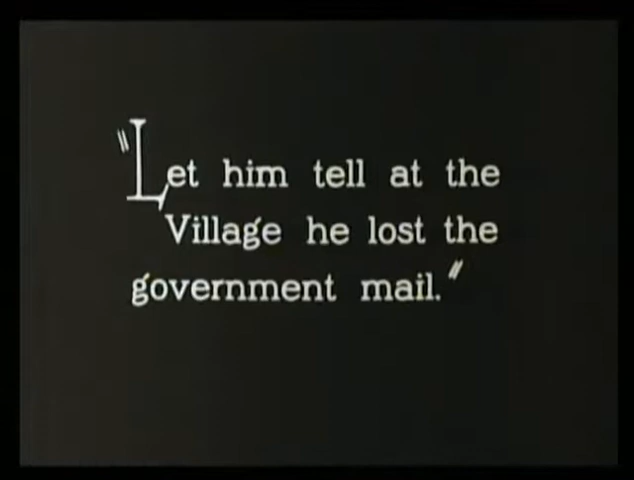 "Let him tell at the
Village he lost the
government mail."